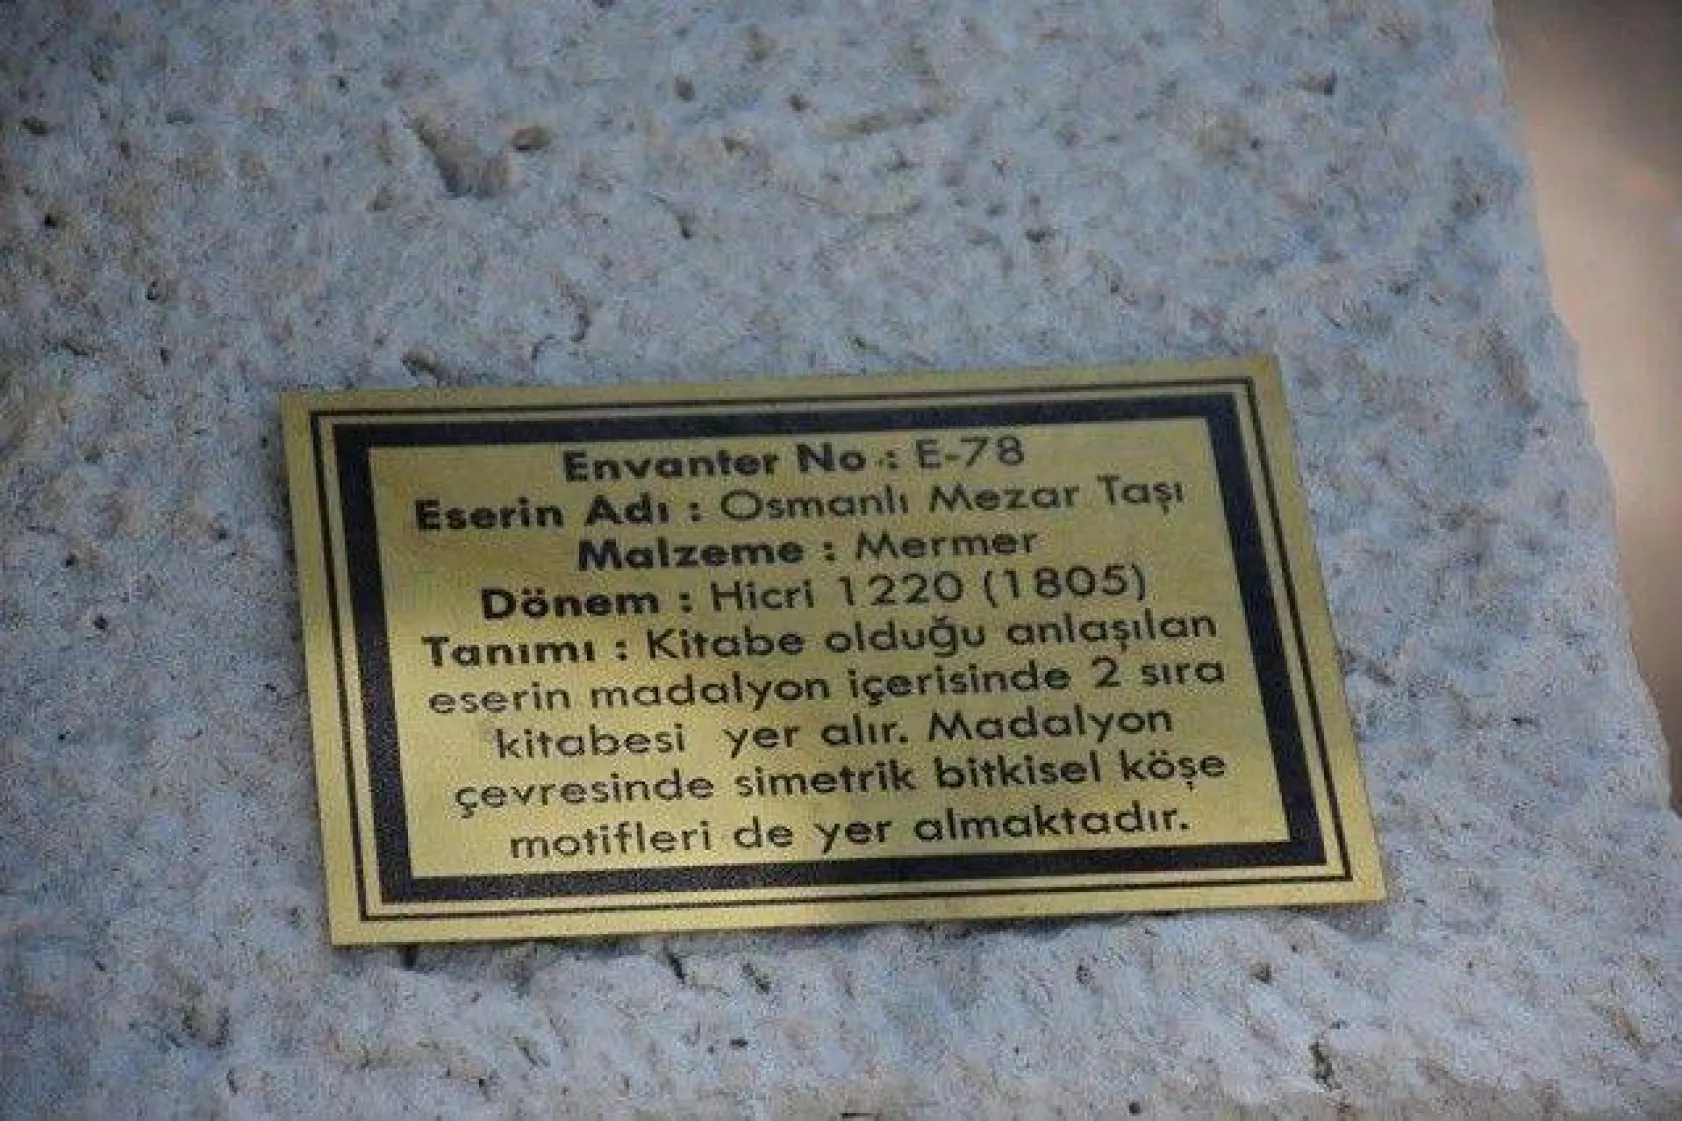 Envanter No : E-78
Eserin Adı : Osmanlı Mezar Taşı
Malzeme : Mermer
Dönem : Hicri 1220 (1805)
Tanımı : Kitabe olduğu anlaşılan
eserin madalyon içerisinde 2 sıra
kitabesi yer alır. Madalyon
çevresinde simetrik bitkisel köşe
motifleri de yer almaktadır.